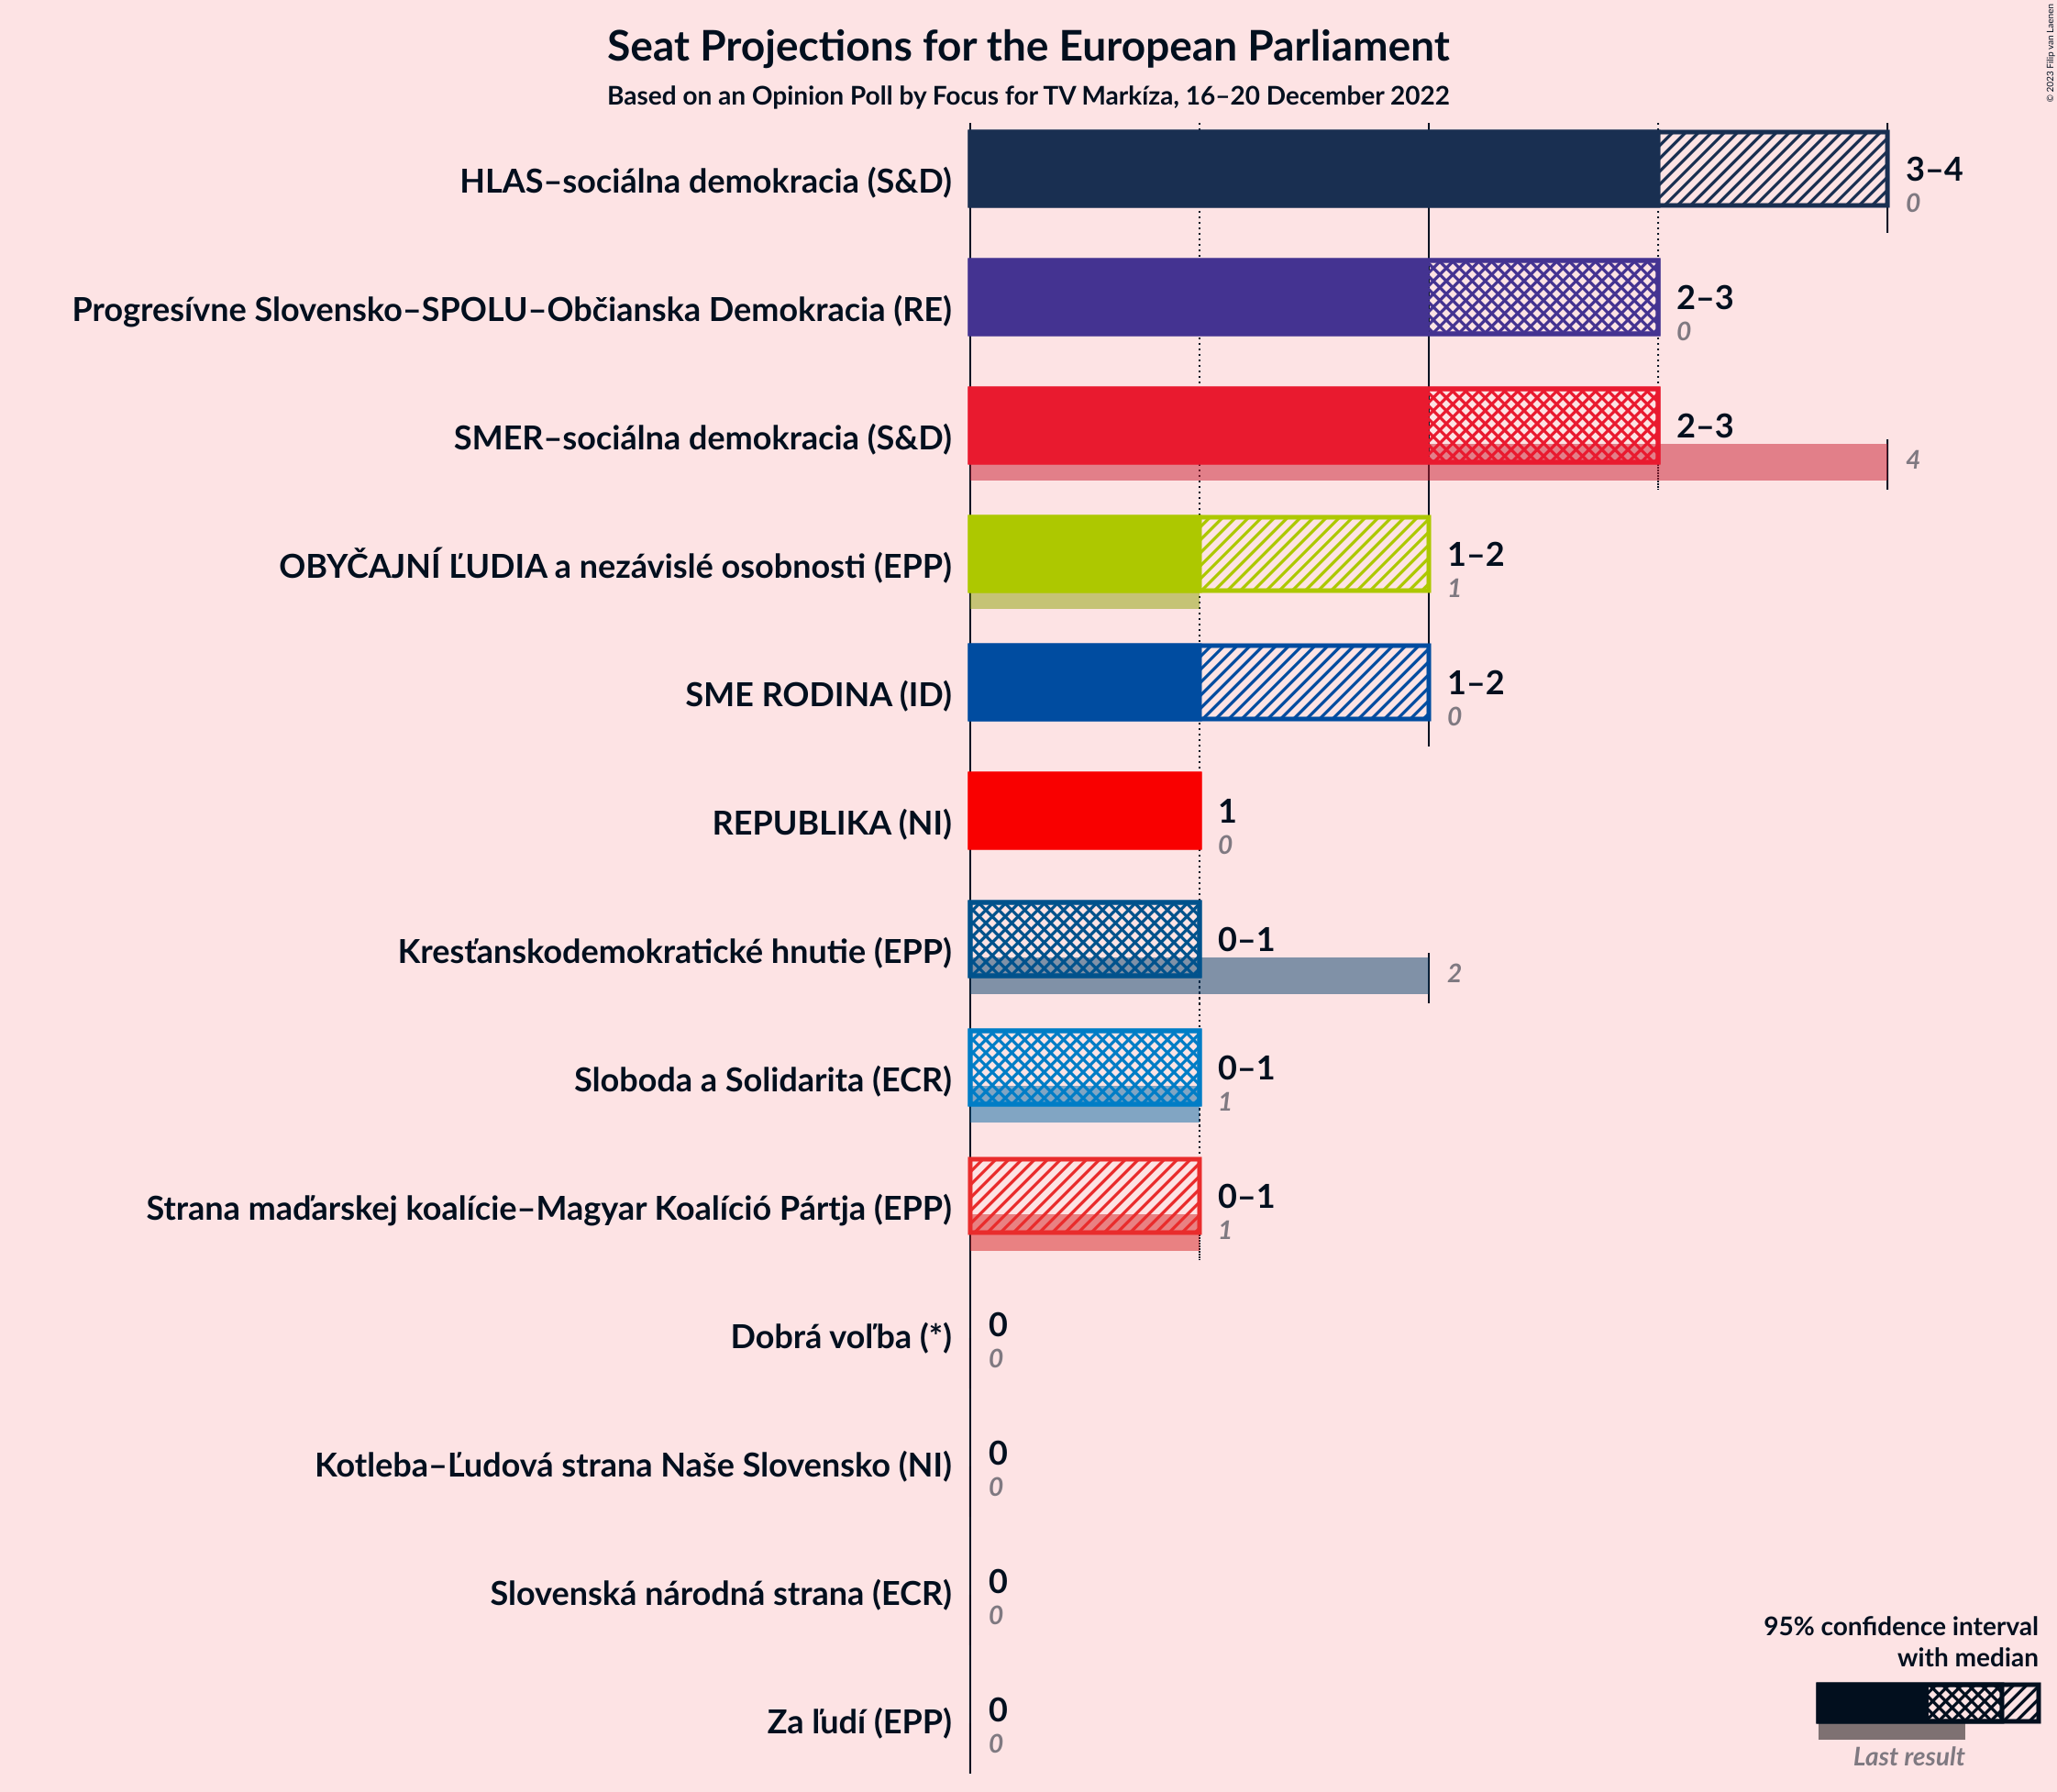 Seat Projections for the European Parliament
Based on an Opinion Poll by Focus for TV Markíza, 16–20 December 2022
© 2023 Filip van Laenen
HLAS–sociálna demokracia (S&D)
3–4
0
Progresívne Slovensko–SPOLU–Občianska Demokracia (RE)
2–3
0
SMER–sociálna demokracia (S&D)
2–3
4
OBYČAJNÍ ĽUDIA a nezávislé osobnosti (EPP)
1–2
1
SME RODINA (ID)
1–2
0
REPUBLIKA (NI)
1
0
Kresťanskodemokratické hnutie (EPP)
0–1
2
Sloboda a Solidarita (ECR)
0–1
1
Strana maďarskej koalície–Magyar Koalíció Pártja (EPP)
0–1
1
Dobrá voľba (*)
0
0
Kotleba–Ľudová strana Naše Slovensko (NI)
0
0
Slovenská národná strana (ECR)
0
0
Za ľudí (EPP)
0
0
95% confidence interval
with median
Last result